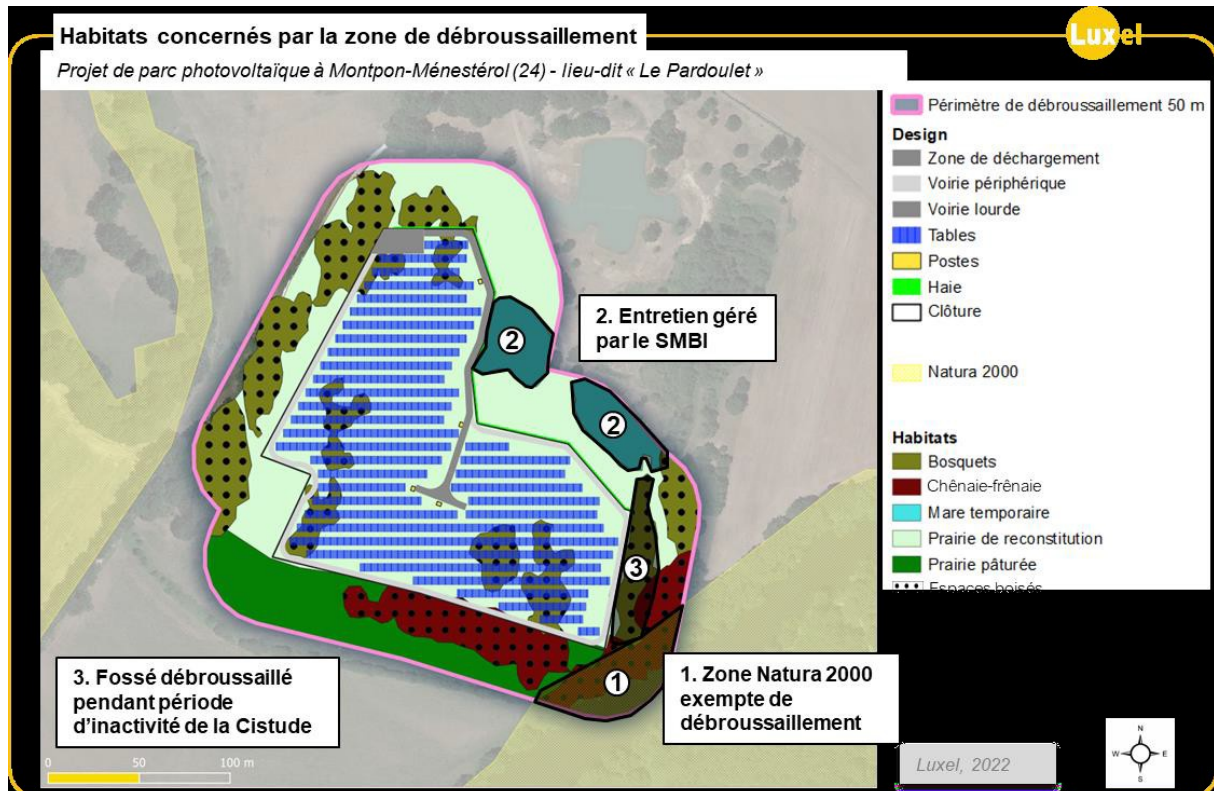 Habitats concernés par la zone de débroussaillement
Luxel
Projet de parc photovoltaïque à Montpon-Ménestérol (24) - lieu-dit « Le Pardoulet »
Périmètre de débroussaillement 50 m
Design
Zone de déchargement
Voirie périphérique
Voirie lourde
Tables
Postes
Haie
Clôture
Natura 2000
Habitats
Bosquets
Chênaie-frênaie
Mare temporaire
Prairie de reconstitution
Prairie pâturée
Espaces boisés
2. Entretien géré
par le SMBI
2
2
3
1
3. Fossé débroussaillé
pendant période
d'inactivité de la Cistude
1. Zone Natura 2000
exempte de
débroussaillement
0 50 100 m
Luxel, 2022
N
W E
S